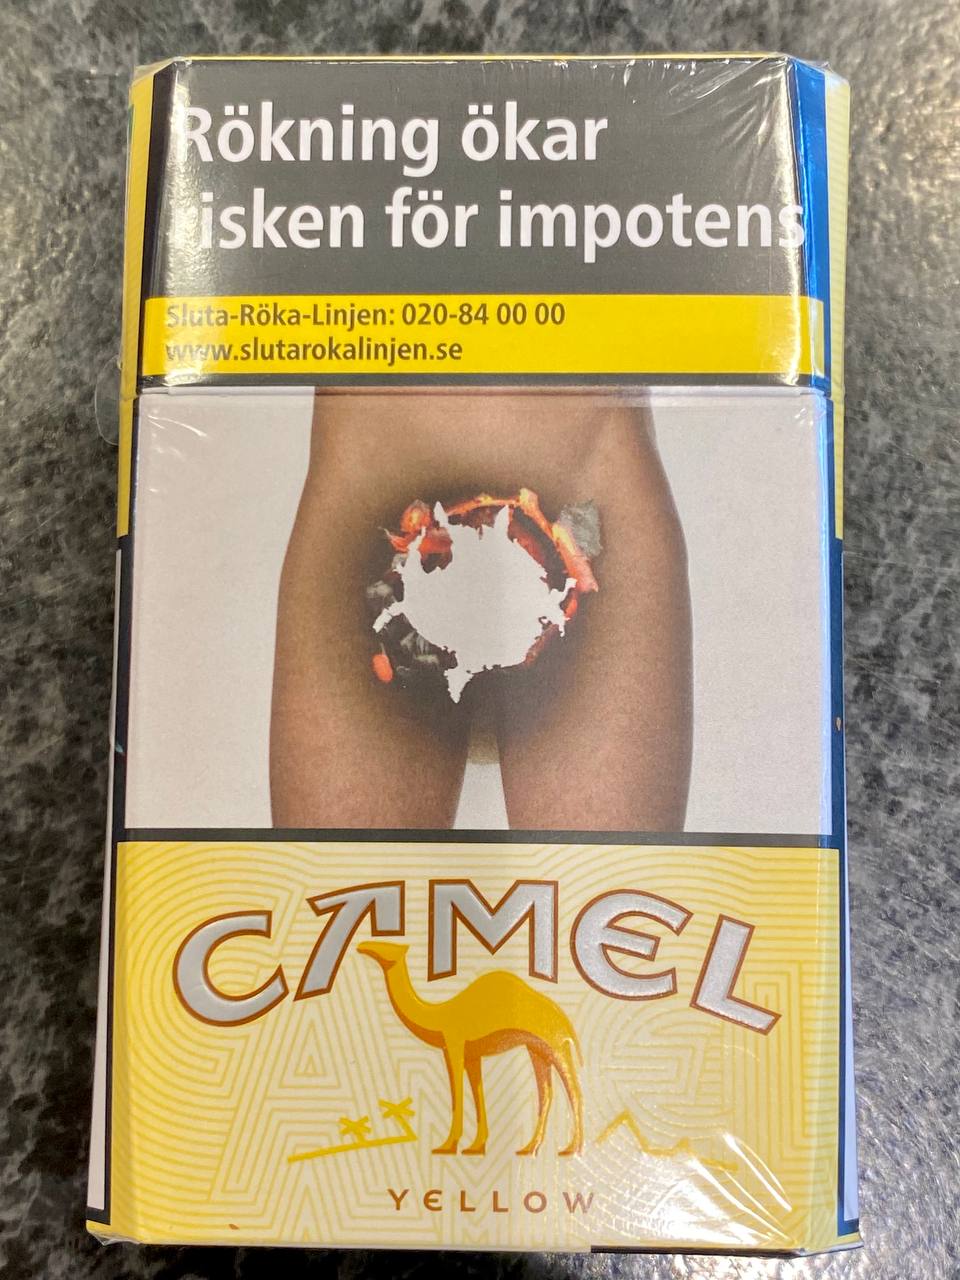 Rökning ökar
risken för impotens
Sluta-Röka-Linjen: 020-84 00 00
www.slutarokalinjen.se
CAMEL
YELLOW